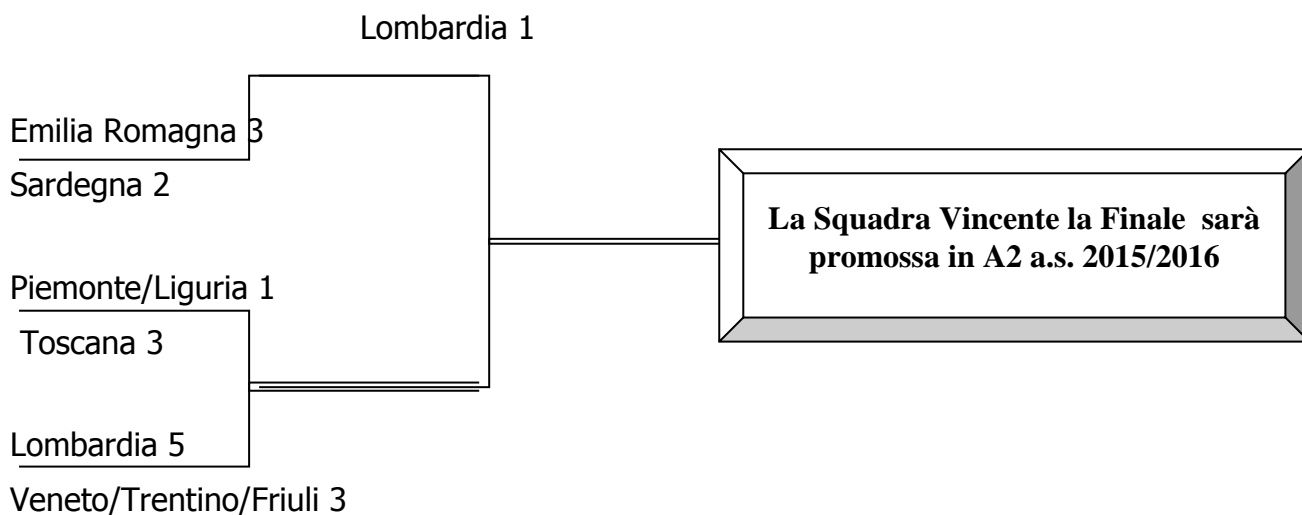 Lombardia 1
Emilia Romagna 3
Sardegna 2
Piemonte/Liguria 1
Toscana 3
Lombardia 5
Veneto/Trentino/Friuli 3
La Squadra Vincente la Finale sarà
promossa in A2 a.s. 2015/2016